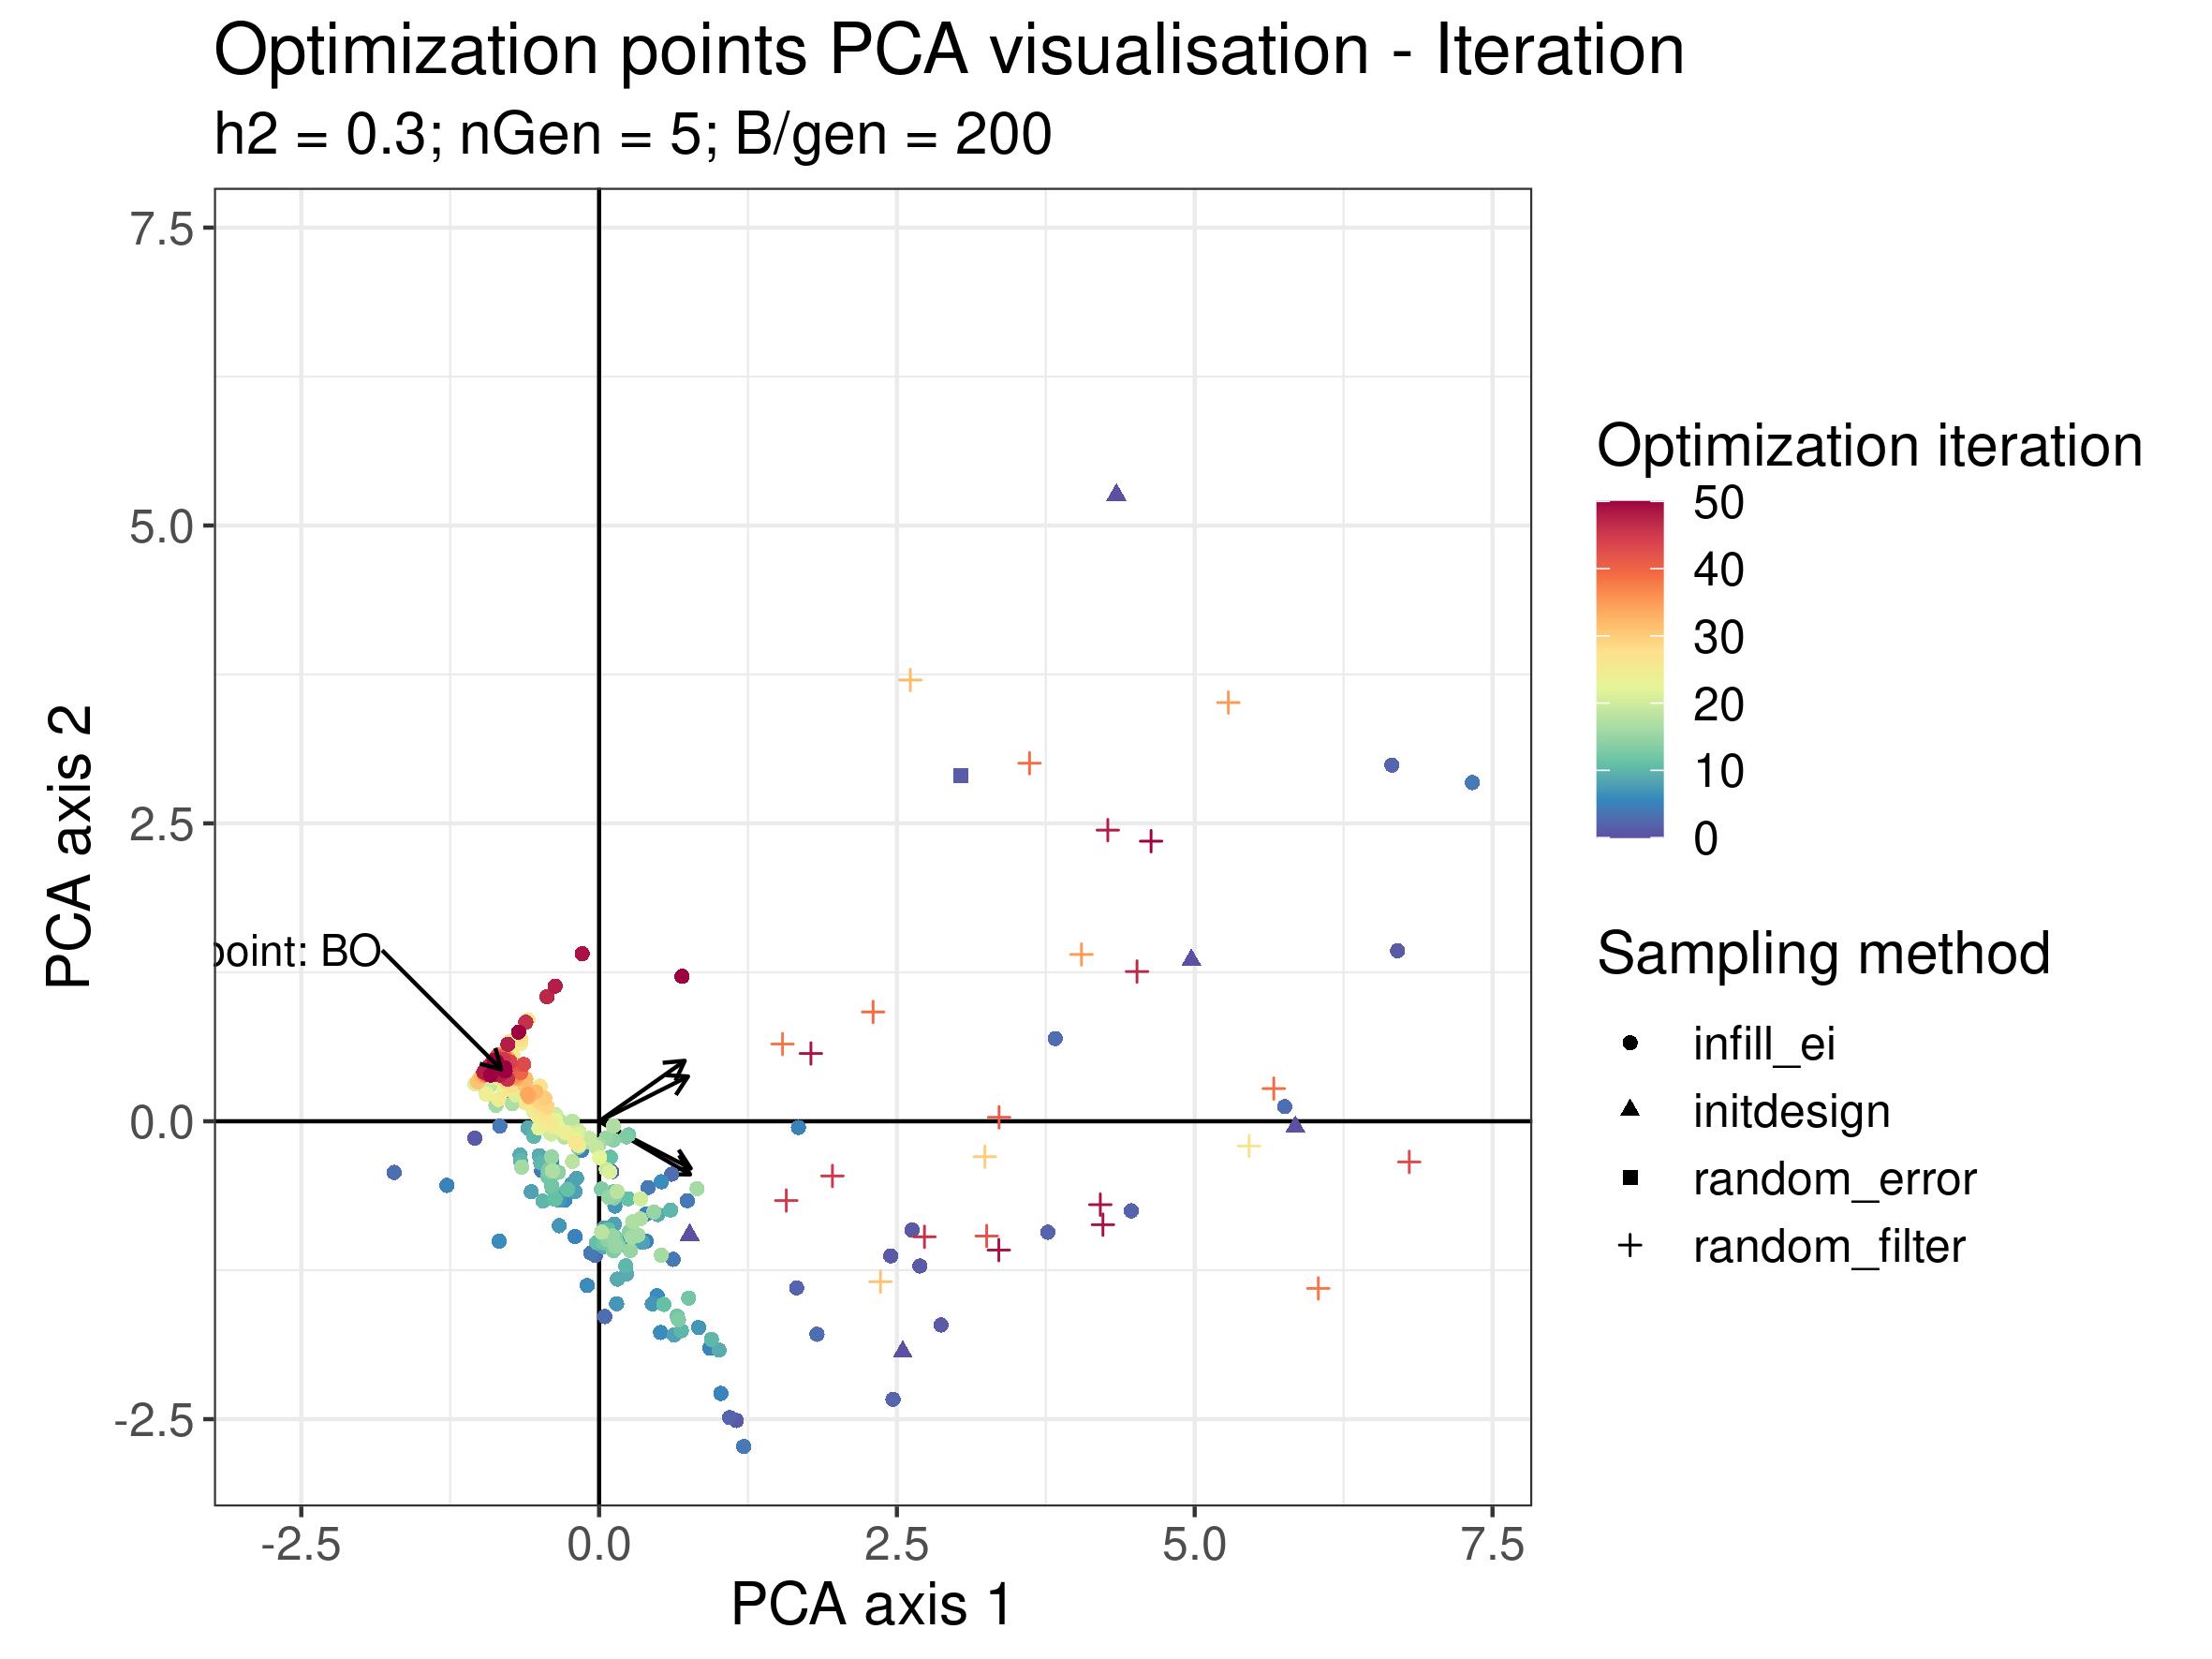 Optimization points PCA visualisation - Iteration
h2 = 0.3; nGen = 5; B/gen = 200
7.5
5.0
2.5
0.0
-2.5
PCA axis 2
point: BO
-2.5
0.0
2.5
5.0
7.5
PCA axis 1
Optimization iteration
50
40
30
20
10
0
Sampling method
infill_ei
initdesign
random_error
random_filter